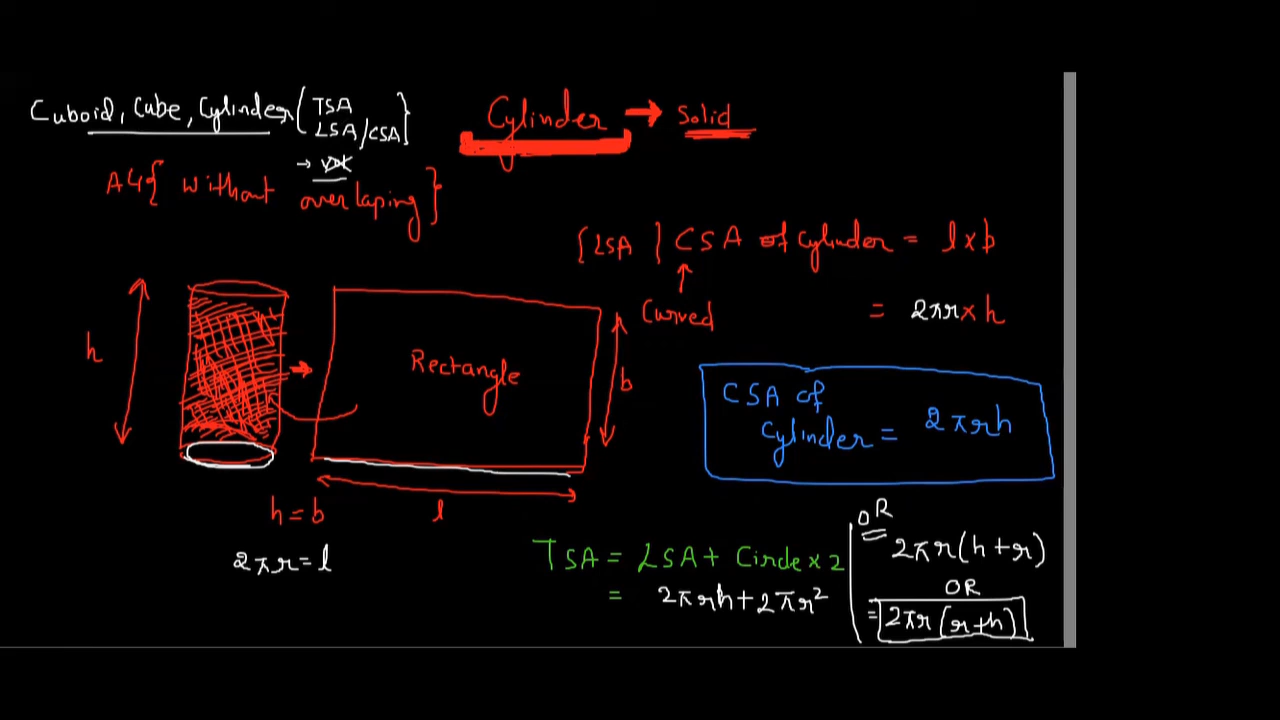 Cuboid, Cube, Cylinder { TSA
LSA/CSA }
Cylinder → Solid
{ without overlaping }
[LSA] CSA of cylinder = l×b
Curved
= 2πr × h
h
Rectangle
b
CSA of
cylinder = 2πrh
h = b
l
2πr = l
TSA = LSA + Circle × 2
= 2πrh + 2πr²
OR
2πr(h+r)
OR
= 2πr(r+h)